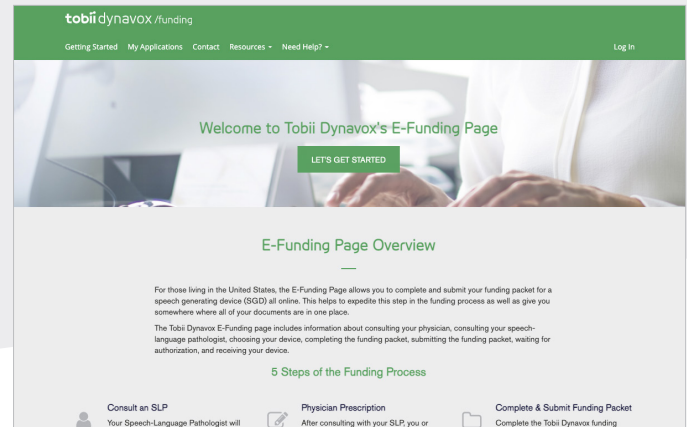 tobii dynavox /funding
Getting Started My Applications Contact Resources Need Help? Log In
Welcome to Tobii Dynavox's E-Funding Page
LET'S GET STARTED
E-Funding Page Overview
For those living in the United States, the E-Funding Page allows you to complete and submit your funding packet for a
speech generating device (SGD) all online. This helps to expedite this step in the funding process as well as give you
somewhere where all of your documents are in one place.
The Tobii Dynavox E-Funding page includes information about consulting your physician, consulting your speech-
language pathologist, choosing your device, completing the funding packet, submitting the funding packet, waiting for
authorization, and receiving your device.
5 Steps of the Funding Process
Consult an SLP
Your Speech-Language Pathologist will
Physician Prescription
After consulting with your SLP, you or
Complete & Submit Funding Packet
Complete the Tobii Dynavox funding